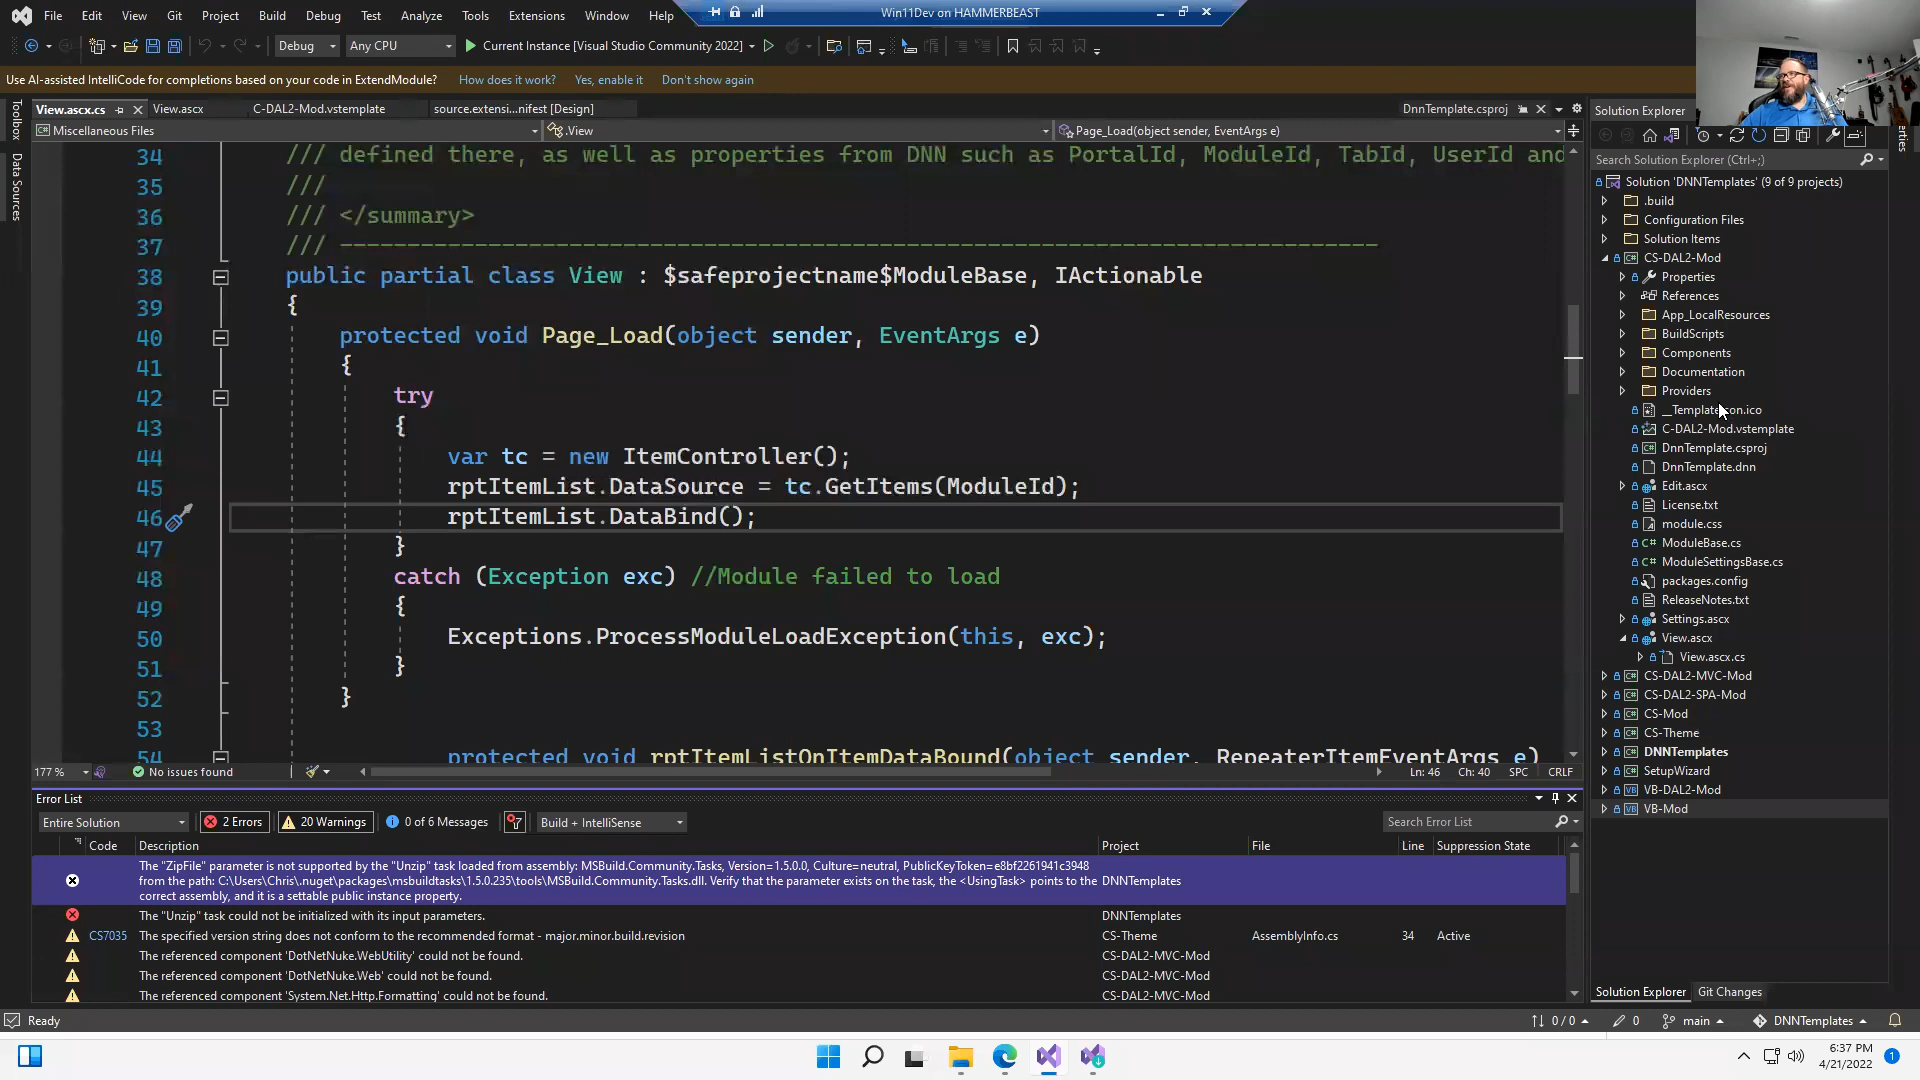 File Edit View Git Project Build Debug Test Analyze Tools Extensions Window Help
Win11Dev on HAMMERBEAST
Debug Any CPU Current Instance [Visual Studio Community 2022]
Use AI-assisted IntelliCode for completions based on your code in ExtendModule? How does it work? Yes, enable it Don't show again
Toolbox
Data Sources
View.ascx.cs View.ascx C-DAL2-Mod.vstemplate source.extensi...nifest [Design] DnnTemplate.csproj
Miscellaneous Files .View Page_Load(object sender, EventArgs e)
34 /// defined there, as well as properties from DNN such as PortalId, ModuleId, TabId, UserId and
35 ///
36 /// </summary>
37 /// -----------------------------------------------------------------------------
38 public partial class View : $safeprojectname$ModuleBase, IActionable
39 {
40 protected void Page_Load(object sender, EventArgs e)
41 {
42 try
43 {
44 var tc = new ItemController();
45 rptItemList.DataSource = tc.GetItems(ModuleId);
46 rptItemList.DataBind();
47 }
48 catch (Exception exc) //Module failed to load
49 {
50 Exceptions.ProcessModuleLoadException(this, exc);
51 }
52 }
53
54 protected void rptItemListOnItemDataBound(object sender, RepeaterItemEventArgs e)
177 % No issues found Ln: 46 Ch: 40 SPC CRLF
Error List
Entire Solution 2 Errors 20 Warnings 0 of 6 Messages Build + IntelliSense Search Error List
Code Description Project File Line Suppression State
The "ZipFile" parameter is not supported by the "Unzip" task loaded from assembly: MSBuild.Community.Tasks, Version=1.5.0.0, Culture=neutral, PublicKeyToken=e8bf2261941c3948
from the path: C:\Users\Chris\.nuget\packages\msbuildtasks\1.5.0.235\tools\MSBuild.Community.Tasks.dll. Verify that the parameter exists on the task, the <UsingTask> points to the DNNTemplates
correct assembly, and it is a settable public instance property.
The "Unzip" task could not be initialized with its input parameters. DNNTemplates
CS7035 The specified version string does not conform to the recommended format - major.minor.build.revision CS-Theme AssemblyInfo.cs 34 Active
The referenced component 'DotNetNuke.WebUtility' could not be found. CS-DAL2-MVC-Mod
The referenced component 'DotNetNuke.Web' could not be found. CS-DAL2-MVC-Mod
The referenced component 'System.Net.Http.Formatting' could not be found. CS-DAL2-MVC-Mod
Solution Explorer
Search Solution Explorer (Ctrl+;)
Solution 'DNNTemplates' (9 of 9 projects)
.build
Configuration Files
Solution Items
CS-DAL2-Mod
Properties
References
App_LocalResources
BuildScripts
Components
Documentation
Providers
C-DAL2-Mod.vstemplate
DnnTemplate.csproj
DnnTemplate.dnn
Edit.ascx
License.txt
module.css
ModuleBase.cs
ModuleSettingsBase.cs
packages.config
ReleaseNotes.txt
Settings.ascx
View.ascx
View.ascx.cs
CS-DAL2-MVC-Mod
CS-DAL2-SPA-Mod
CS-Mod
CS-Theme
DNNTemplates
SetupWizard
VB-DAL2-Mod
VB-Mod
Solution Explorer Git Changes
Ready 0 / 0 0 main DNNTemplates
6:37 PM
4/21/2022
1